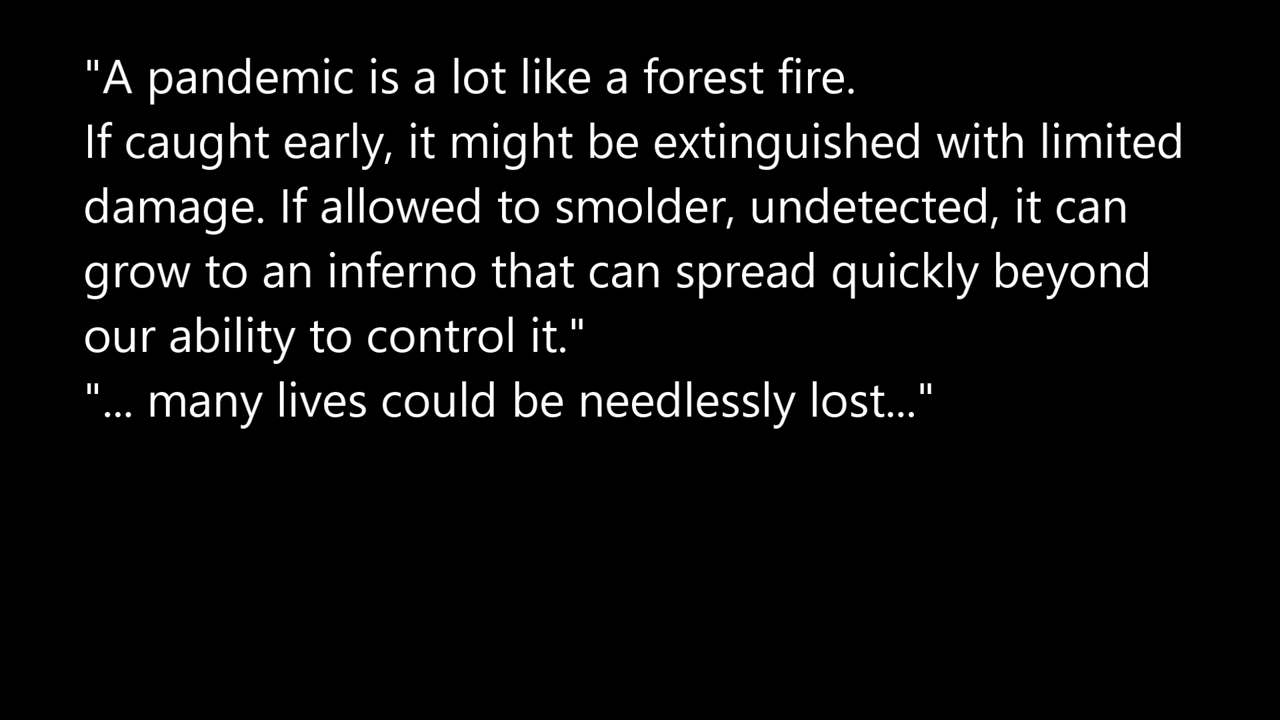 "A pandemic is a lot like a forest fire.
If caught early, it might be extinguished with limited
damage. If allowed to smolder, undetected, it can
grow to an inferno that can spread quickly beyond
our ability to control it."
"... many lives could be needlessly lost..."